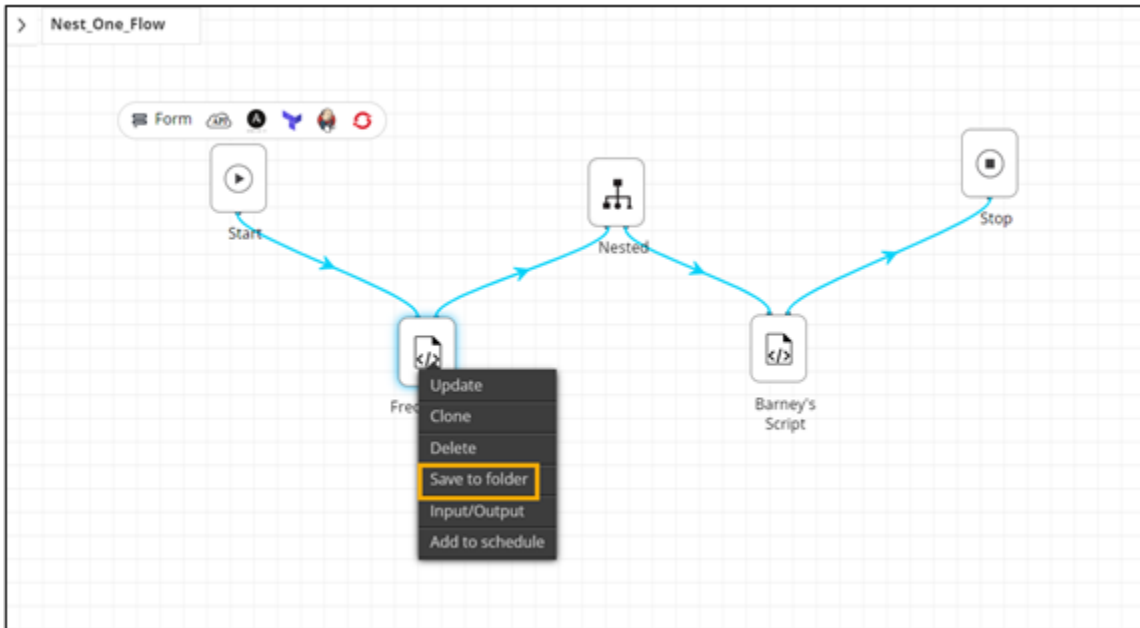 Nest_One_Flow
Form
API
Start
Nested
Stop
Update
Clone
Delete
Save to folder
Input/Output
Add to schedule
Barney's
Script